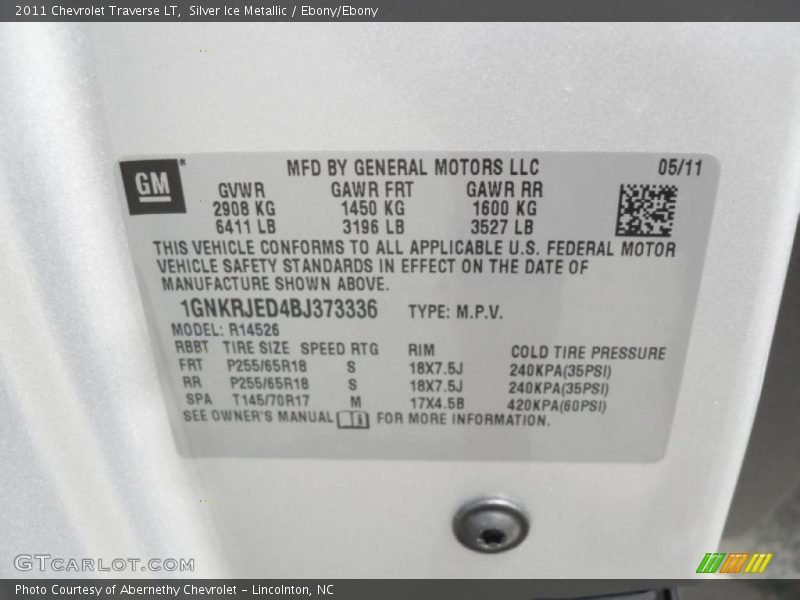 2011 Chevrolet Traverse LT, Silver Ice Metallic / Ebony/Ebony
GM
MFD BY GENERAL MOTORS LLC 05/11
GVWR GAWR FRT GAWR RR
2908 KG 1450 KG 1600 KG
6411 LB 3196 LB 3527 LB
THIS VEHICLE CONFORMS TO ALL APPLICABLE U.S. FEDERAL MOTOR
VEHICLE SAFETY STANDARDS IN EFFECT ON THE DATE OF
MANUFACTURE SHOWN ABOVE.
1GNKRJED4BJ373336 TYPE: M.P.V.
MODEL: R14526
RBBT TIRE SIZE SPEED RTG RIM COLD TIRE PRESSURE
FRT P255/65R18 S 18X7.5J 240KPA(35PSI)
RR P255/65R18 S 18X7.5J 240KPA(35PSI)
SPA T145/70R17 M 17X4.5B 420KPA(60PSI)
SEE OWNER'S MANUAL FOR MORE INFORMATION.
GTCARLOT.COM
Photo Courtesy of Abernethy Chevrolet – Lincolnton, NC